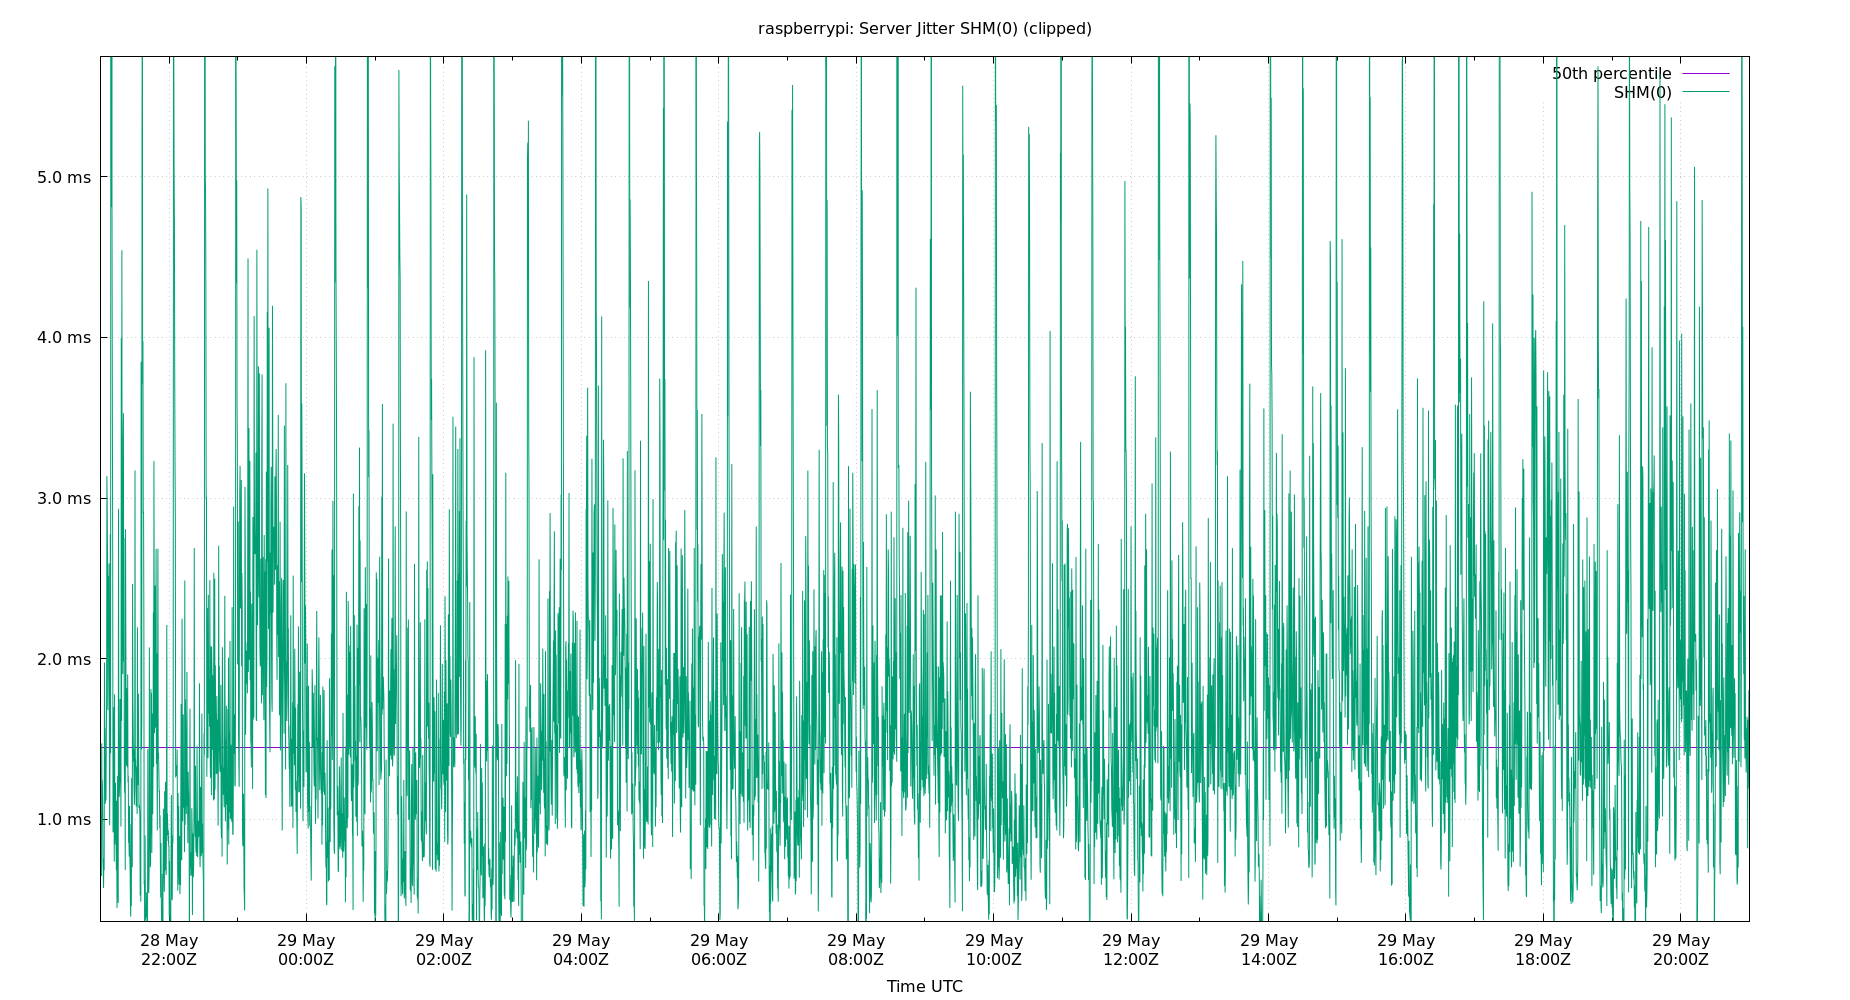 raspberrypi: Server Jitter SHM(0) (clipped)
50th percentile
SHM(0)
5.0 ms
4.0 ms
3.0 ms
2.0 ms
1.0 ms
28 May 29 May 29 May 29 May 29 May 29 May 29 May 29 May 29 May 29 May 29 May 29 May
22:00Z 00:00Z 02:00Z 04:00Z 06:00Z 08:00Z 10:00Z 12:00Z 14:00Z 16:00Z 18:00Z 20:00Z
Time UTC